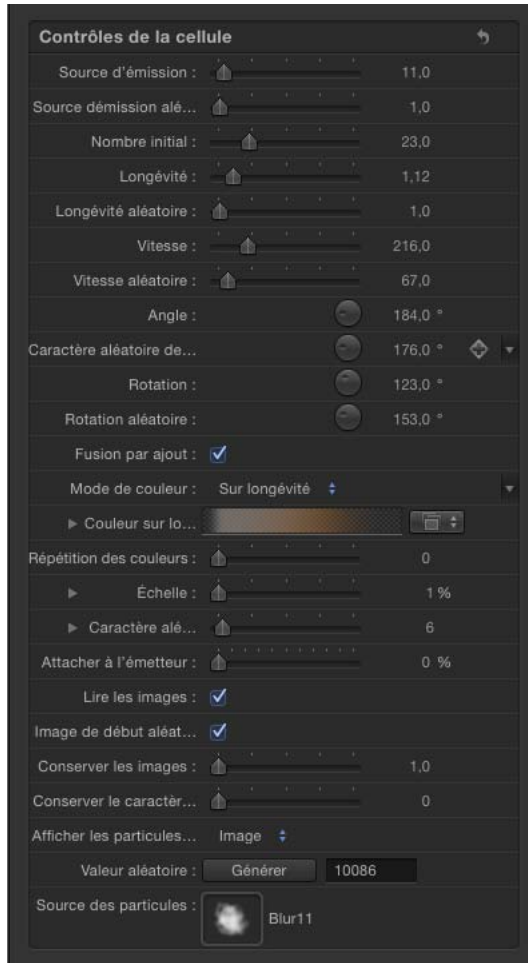 Contrôles de la cellule
Source d'émission : 11,0
Source démission alé... 1,0
Nombre initial : 23,0
Longévité : 1,12
Longévité aléatoire : 1,0
Vitesse : 216,0
Vitesse aléatoire : 67,0
Angle : 184,0 °
Caractère aléatoire de... 176,0 °
Rotation : 123,0 °
Rotation aléatoire : 153,0 °
Fusion par ajout :
Mode de couleur : Sur longévité
Couleur sur lo...
Répétition des couleurs : 0
Échelle : 1 %
Caractère alé... 6
Attacher à l'émetteur : 0 %
Lire les images :
Image de début aléat...
Conserver les images : 1,0
Conserver le caractèr... 0
Afficher les particules... Image
Valeur aléatoire : Générer 10086
Source des particules : Blur11